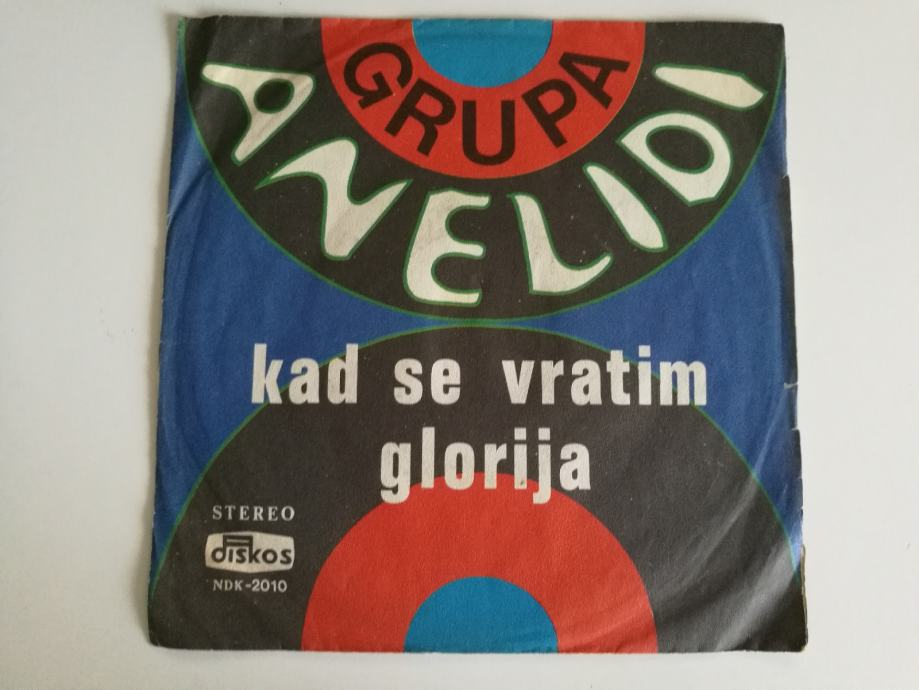 GRUPA
ANELIDI
kad se vratim
glorija
STEREO
diskos
NDK-2010